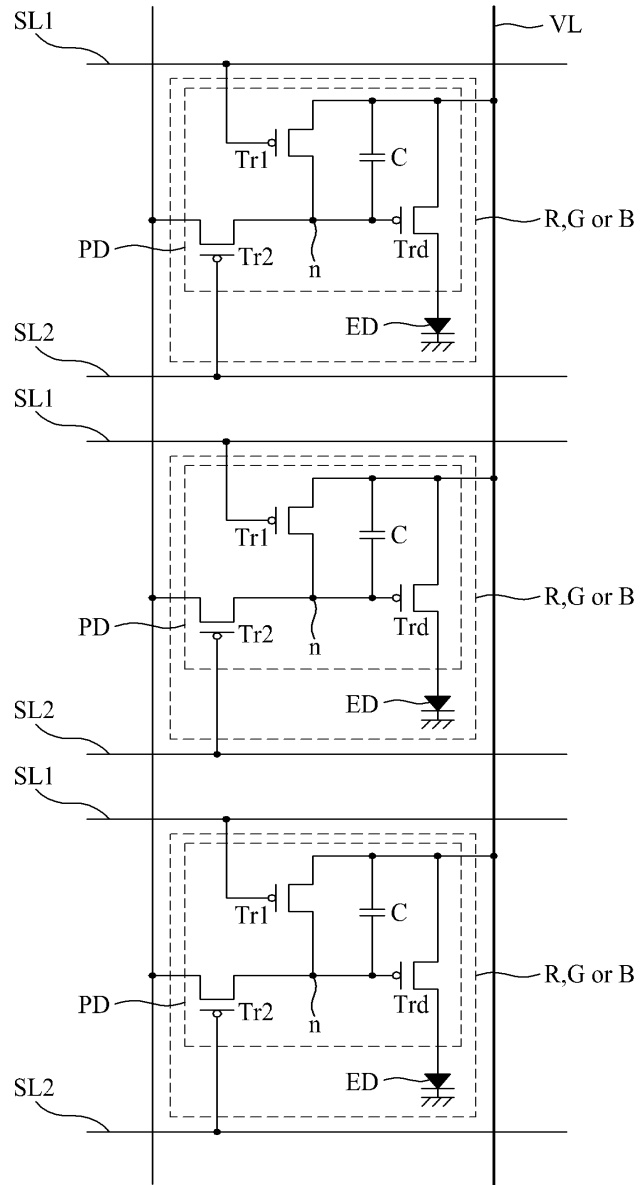 SL1
VL
Tr1
C
R,G or B
PD
Tr2
n
Trd
ED
SL2
SL1
Tr1
C
R,G or B
PD
Tr2
n
Trd
ED
SL2
SL1
Tr1
C
R,G or B
PD
Tr2
n
Trd
ED
SL2